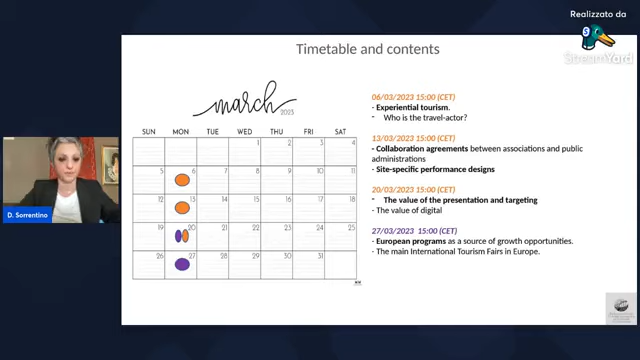 Realizzato da
StreamYard
Timetable and contents
march
2023
SUN MON TUE WED THU FRI SAT
1 2 3 4
5 6 7 8 9 10 11
12 13 14 15 16 17 18
19 20 21 22 23 24 25
26 27 28 29 30 31
06/03/2023 15:00 (CET)
- Experiential tourism.
- Who is the travel-actor?
13/03/2023 15:00 (CET)
- Collaboration agreements between associations and public
administrations
- Site-specific performance designs
20/03/2023 15:00 (CET)
- The value of the presentation and targeting
- The value of digital
27/03/2023 15:00 (CET)
- European programs as a source of growth opportunities.
- The main International Tourism Fairs in Europe.
D. Sorrentino